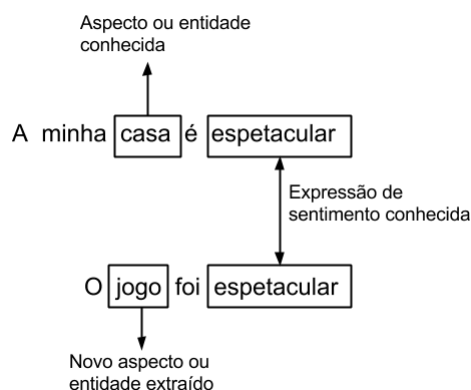 Aspecto ou entidade
conhecida
A minha casa é espetacular
Expressão de
sentimento conhecida
O jogo foi espetacular
Novo aspecto ou
entidade extraído